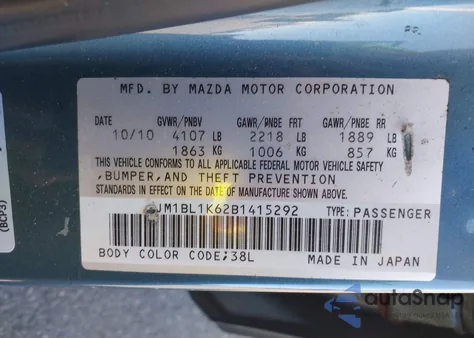 MFD. BY MAZDA MOTOR CORPORATION
DATE GVWR/PNBV GAWR/PNBE FRT GAWR/PNBE RR
10/10 4107 LB 2218 LB 1889 LB
1863 KG 1006 KG 857 KG
THIS VEHICLE CONFORMS TO ALL APPLICABLE FEDERAL MOTOR VEHICLE SAFETY
,BUMPER,AND THEFT PREVENTION
STANDARDS IN EFFECT ON THE DATE OF MANUFACTURE SHOWN ABOVE.
JM1BL1K62B1415292 TYPE:PASSENGER
BODY COLOR CODE;38L MADE IN JAPAN
(BCP3)
autoSnap